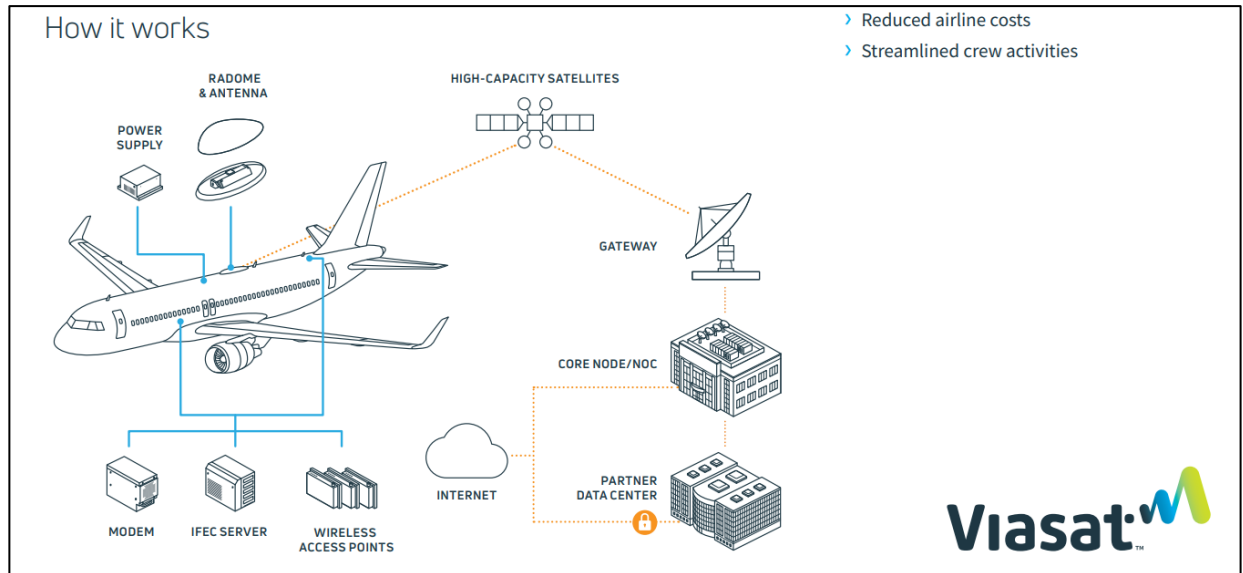 How it works
› Reduced airline costs
› Streamlined crew activities
RADOME
& ANTENNA
HIGH-CAPACITY SATELLITES
POWER
SUPPLY
GATEWAY
CORE NODE/NOC
INTERNET
PARTNER
DATA CENTER
MODEM
IFEC SERVER
WIRELESS
ACCESS POINTS
Viasat™